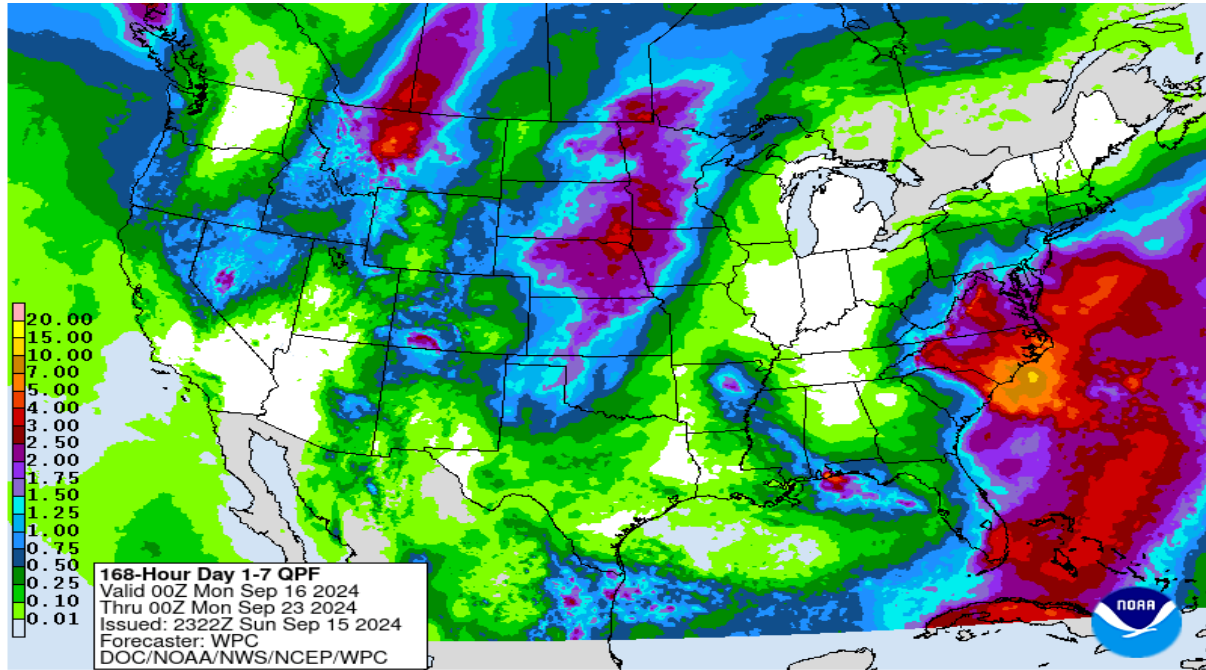 20.00
15.00
10.00
7.00
5.00
4.00
3.00
2.50
2.00
1.75
1.50
1.25
1.00
0.75
0.50
0.25
0.10
0.01
168-Hour Day 1-7 QPF
Valid 00Z Mon Sep 16 2024
Thru 00Z Mon Sep 23 2024
Issued: 2322Z Sun Sep 15 2024
Forecaster: WPC
DOC/NOAA/NWS/NCEP/WPC
NOAA